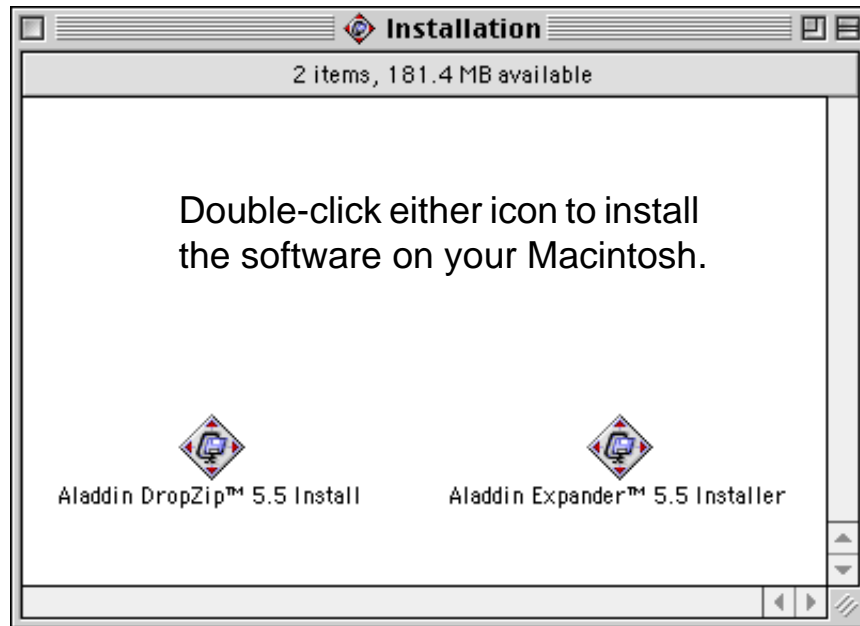 Installation
2 items, 181.4 MB available
Double-click either icon to install
the software on your Macintosh.
Aladdin DropZip™ 5.5 Install
Aladdin Expander™ 5.5 Installer